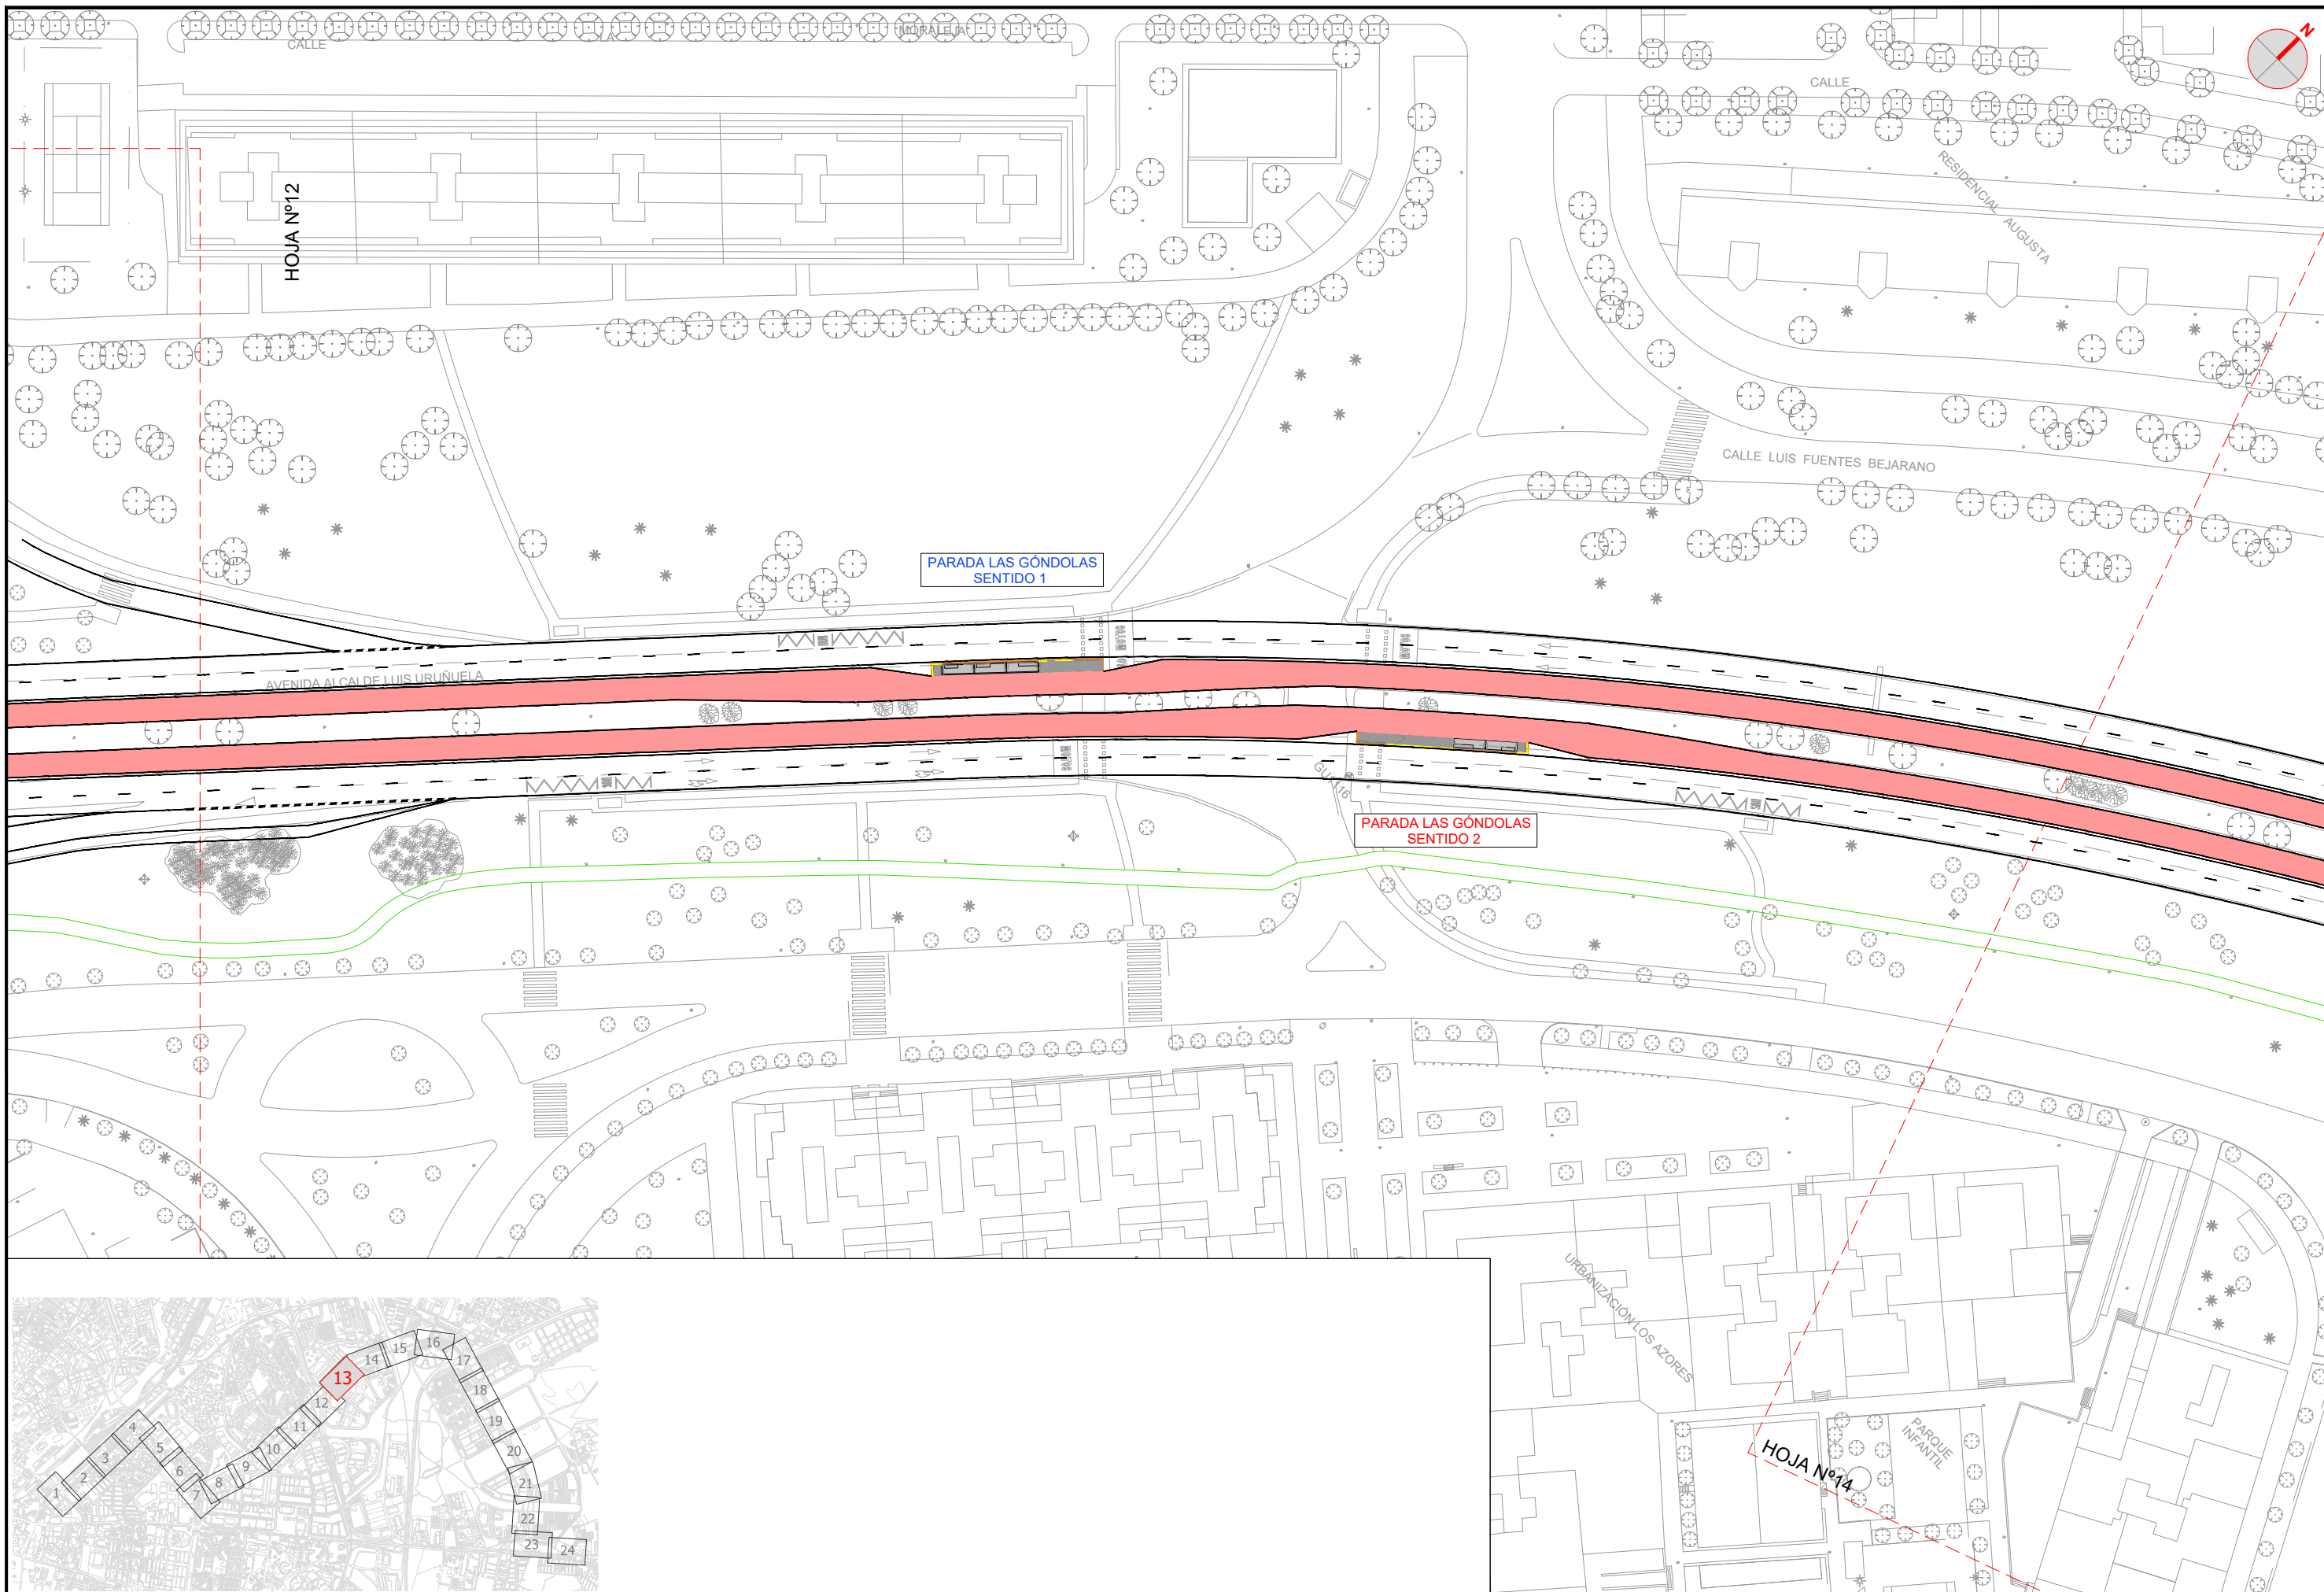 CALLE LA MORALEJA
N
CALLE
RESIDENCIAL AUGUSTA
HOJA Nº12
CALLE LUIS FUENTES BEJARANO
PARADA LAS GÓNDOLAS
SENTIDO 1
AVENIDA ALCALDE LUIS URUÑUELA
PARADA LAS GÓNDOLAS
SENTIDO 2
URBANIZACIÓN LOS AZORES
PARQUE
INFANTIL
HOJA Nº14
1
2
3
4
5
6
7
8
9
10
11
12
13
14
15
16
17
18
19
20
21
22
23
24